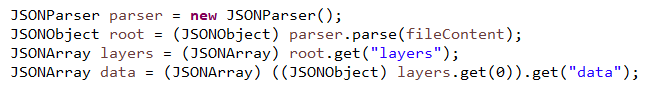 JSONParser parser = new JSONParser();
JSONObject root = (JSONObject) parser.parse(fileContent);
JSONArray layers = (JSONArray) root.get("layers");
JSONArray data = (JSONArray) ((JSONObject) layers.get(0)).get("data");